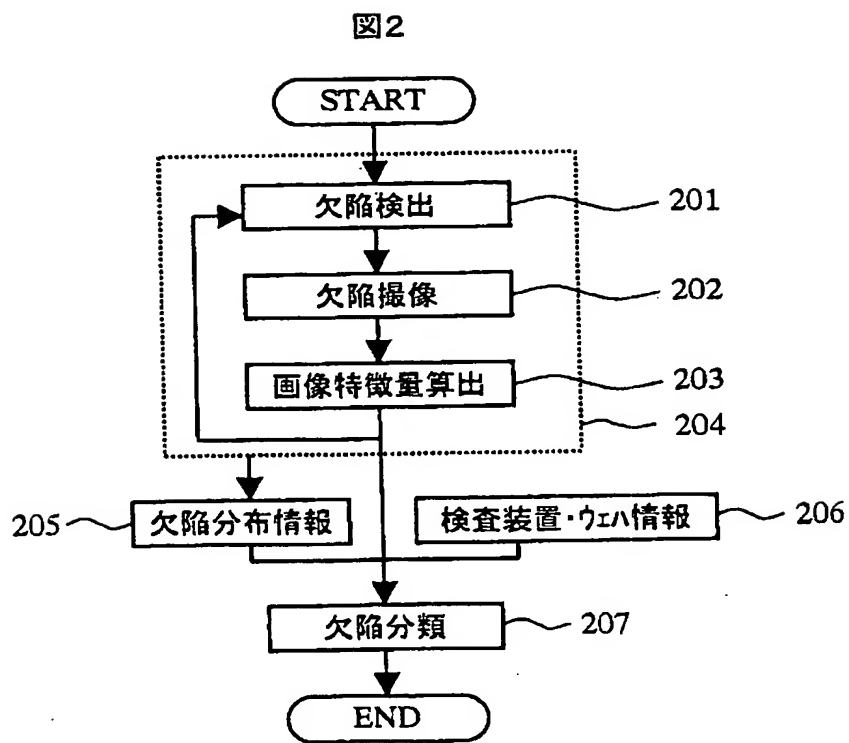 図2
START
欠陥検出
201
欠陥撮像
202
画像特徴量算出
203
204
205
欠陥分布情報
検査装置・ウェハ情報
206
欠陥分類
207
END